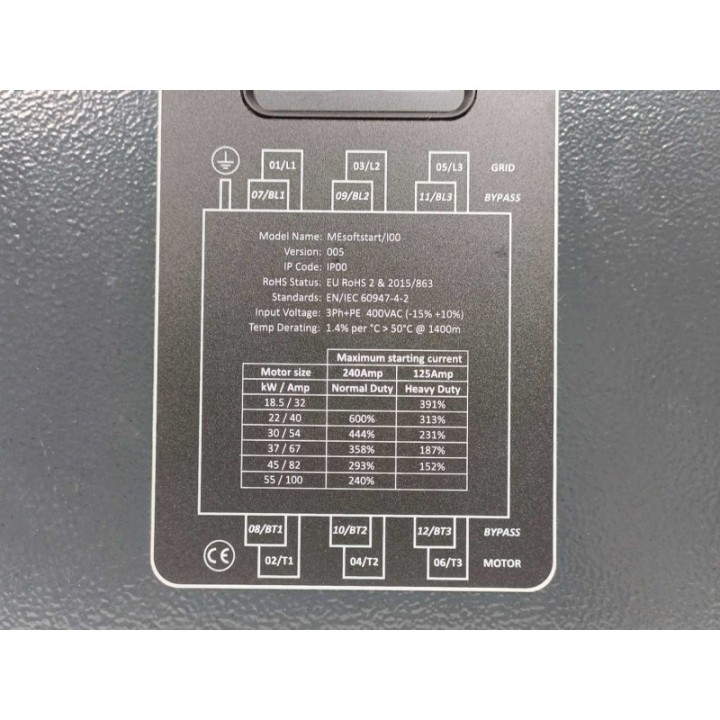 01/L1 03/L2 05/L3 GRID
07/BL1 09/BL2 11/BL3 BYPASS
Model Name: MEsoftstart/I00
Version: 005
IP Code: IP00
RoHS Status: EU RoHS 2 & 2015/863
Standards: EN/IEC 60947-4-2
Input Voltage: 3Ph+PE 400VAC (-15% +10%)
Temp Derating: 1.4% per °C > 50°C @ 1400m
Maximum starting current
Motor size 240Amp 125Amp
kW / Amp Normal Duty Heavy Duty
18.5 / 32 391%
22 / 40 600% 313%
30 / 54 444% 231%
37 / 67 358% 187%
45 / 82 293% 152%
55 / 100 240%
08/BT1 10/BT2 12/BT3 BYPASS
CE 02/T1 04/T2 06/T3 MOTOR